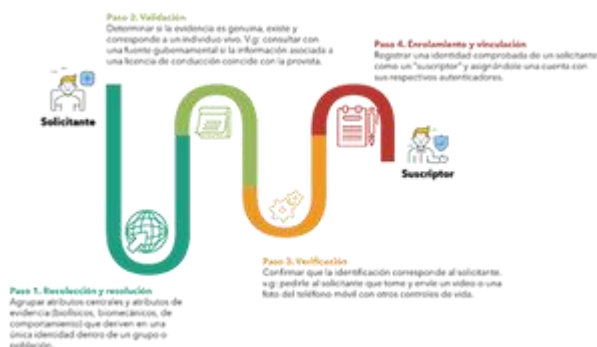 Paso 2. Validación
Determinar si la evidencia es genuina, existe y
corresponde a un individuo vivo. V.g: consultar con
una fuente gubernamental si la información asociada a
una licencia de conducción coincide con la provista.
Paso 4. Enrolamiento y vinculación
Registrar una identidad comprobada de un solicitante
como un "suscriptor" y asignándole una cuenta con
sus respectivos autenticadores.
Solicitante
Suscriptor
Paso 3. Verificación
Confirmar que la identificación corresponde al solicitante.
v.g: pedirle al solicitante que tome y envíe un video o una
foto del teléfono móvil con otros controles de vida.
Paso 1. Recolección y resolución
Agrupar atributos centrales y atributos de
evidencia (biofísicos, biomecánicos, de
comportamiento) que deriven en una
única identidad dentro de un grupo o
población.